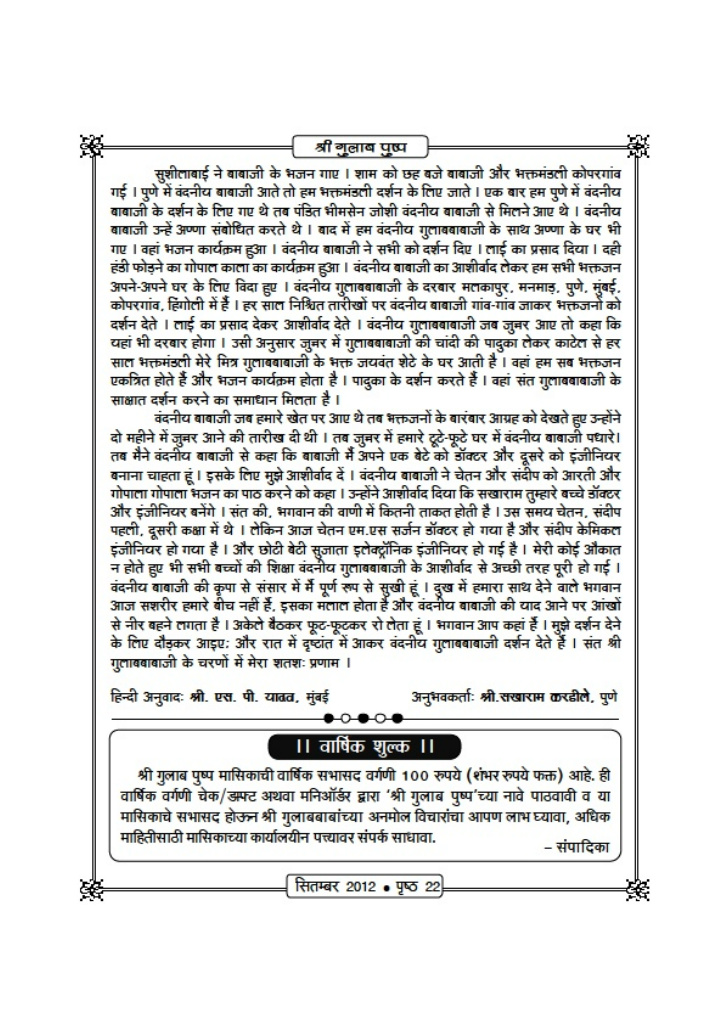 श्री गुलाब पुष्प
सुशीलाबाई ने बाबाजी के भजन गाए । शाम को छह बजे बाबाजी और भक्तमंडली कोपरगांव
गई । पुणे में वंदनीय बाबाजी आते तो हम भक्तमंडली दर्शन के लिए जाते । एक बार हम पुणे में वंदनीय
बाबाजी के दर्शन के लिए गए थे तब पंडित भीमसेन जोशी वंदनीय बाबाजी से मिलने आए थे । वंदनीय
बाबाजी उन्हें अण्णा संबोधित करते थे । बाद में हम वंदनीय गुलाबबाबाजी के साथ अण्णा के घर भी
गए । वहां भजन कार्यक्रम हुआ । वंदनीय बाबाजी ने सभी को दर्शन दिए । लाई का प्रसाद दिया । दही
हंडी फोड़ने का गोपाल काला का कार्यक्रम हुआ । वंदनीय बाबाजी का आशीर्वाद लेकर हम सभी भक्तजन
अपने-अपने घर के लिए विदा हुए । वंदनीय गुलाबबाबाजी के दरबार मलकापुर, मनमाड़, पुणे, मुंबई,
कोपरगांव, हिंगोली में हैं । हर साल निश्चित तारीखों पर वंदनीय बाबाजी गांव-गांव जाकर भक्तजनों को
दर्शन देते । लाई का प्रसाद देकर आशीर्वाद देते । वंदनीय गुलाबबाबाजी जब जुन्नर आए तो कहा कि
यहां भी दरबार होगा । उसी अनुसार जुन्नर में गुलाबबाबाजी की चांदी की पादुका लेकर काटेल से हर
साल भक्तमंडली मेरे मित्र गुलाबबाबाजी के भक्त जयवंत शेटे के घर आती है । वहां हम सब भक्तजन
एकत्रित होते हैं और भजन कार्यक्रम होता है । पादुका के दर्शन करते हैं । वहां संत गुलाबबाबाजी के
साक्षात दर्शन करने का समाधान मिलता है ।
वंदनीय बाबाजी जब हमारे खेत पर आए थे तब भक्तजनों के बारंबार आग्रह को देखते हुए उन्होंने
दो महीने में जुन्नर आने की तारीख दी थी । तब जुन्नर में हमारे टूटे-फूटे घर में वंदनीय बाबाजी पधारे।
तब मैने वंदनीय बाबाजी से कहा कि बाबाजी मैं अपने एक बेटे को डॉक्टर और दूसरे को इंजीनियर
बनाना चाहता हूं । इसके लिए मुझे आशीर्वाद दें । वंदनीय बाबाजी ने चेतन और संदीप को आरती और
गोपाला गोपाला भजन का पाठ करने को कहा । उन्होंने आशीर्वाद दिया कि सखाराम तुम्हारे बच्चे डॉक्टर
और इंजीनियर बनेंगे । संत की, भगवान की वाणी में कितनी ताकत होती है । उस समय चेतन, संदीप
पहली, दूसरी कक्षा में थे । लेकिन आज चेतन एम.एस सर्जन डॉक्टर हो गया है और संदीप केमिकल
इंजीनियर हो गया है । और छोटी बेटी सुजाता इलेक्ट्रॉनिक इंजीनियर हो गई है । मेरी कोई औकात
न होते हुए भी सभी बच्चों की शिक्षा वंदनीय गुलाबबाबाजी के आशीर्वाद से अच्छी तरह पूरी हो गई ।
वंदनीय बाबाजी की कृपा से संसार में मैं पूर्ण रूप से सुखी हूं । दुख में हमारा साथ देने वाले भगवान
आज सशरीर हमारे बीच नहीं हैं, इसका मलाल होता है और वंदनीय बाबाजी की याद आने पर आंखों
से नीर बहने लगता है । अकेले बैठकर फूट-फूटकर रो लेता हूं । भगवान आप कहां हैं । मुझे दर्शन देने
के लिए दौड़कर आइए; और रात में दृष्टांत में आकर वंदनीय गुलाबबाबाजी दर्शन देते हैं । संत श्री
गुलाबबाबाजी के चरणों में मेरा शतशः प्रणाम ।
हिन्दी अनुवादः श्री. एस. पी. यादव, मुंबई अनुभवकर्ताः श्री.सखाराम करडीले, पुणे
।। वार्षिक शुल्क ।।
श्री गुलाब पुष्प मासिकाची वार्षिक सभासद वर्गणी 100 रुपये (शंभर रुपये फक्त) आहे. ही
वार्षिक वर्गणी चेक/ड्राफ्ट अथवा मनिऑर्डर द्वारा ‘श्री गुलाब पुष्प’च्या नावे पाठवावी व या
मासिकाचे सभासद होऊन श्री गुलाबबाबांच्या अनमोल विचारांचा आपण लाभ घ्यावा, अधिक
माहितीसाठी मासिकाच्या कार्यालयीन पत्त्यावर संपर्क साधावा.
– संपादिका
सितम्बर 2012 ● पृष्ठ 22